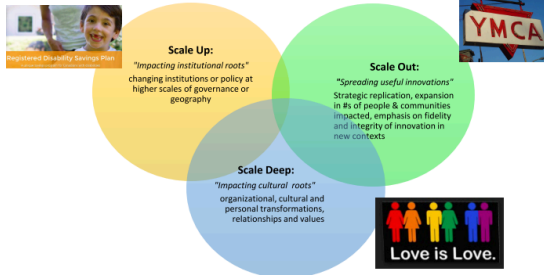 Registered Disability Savings Plan
YMCA
Scale Up:
"Impacting institutional roots"
changing institutions or policy at
higher scales of governance or
geography
Scale Out:
"Spreading useful innovations"
Strategic replication, expansion
in #s of people & communities
impacted, emphasis on fidelity
and integrity of innovation in
new contexts
Scale Deep:
"Impacting cultural roots"
organizational, cultural and
personal transformations,
relationships and values
Love is Love.